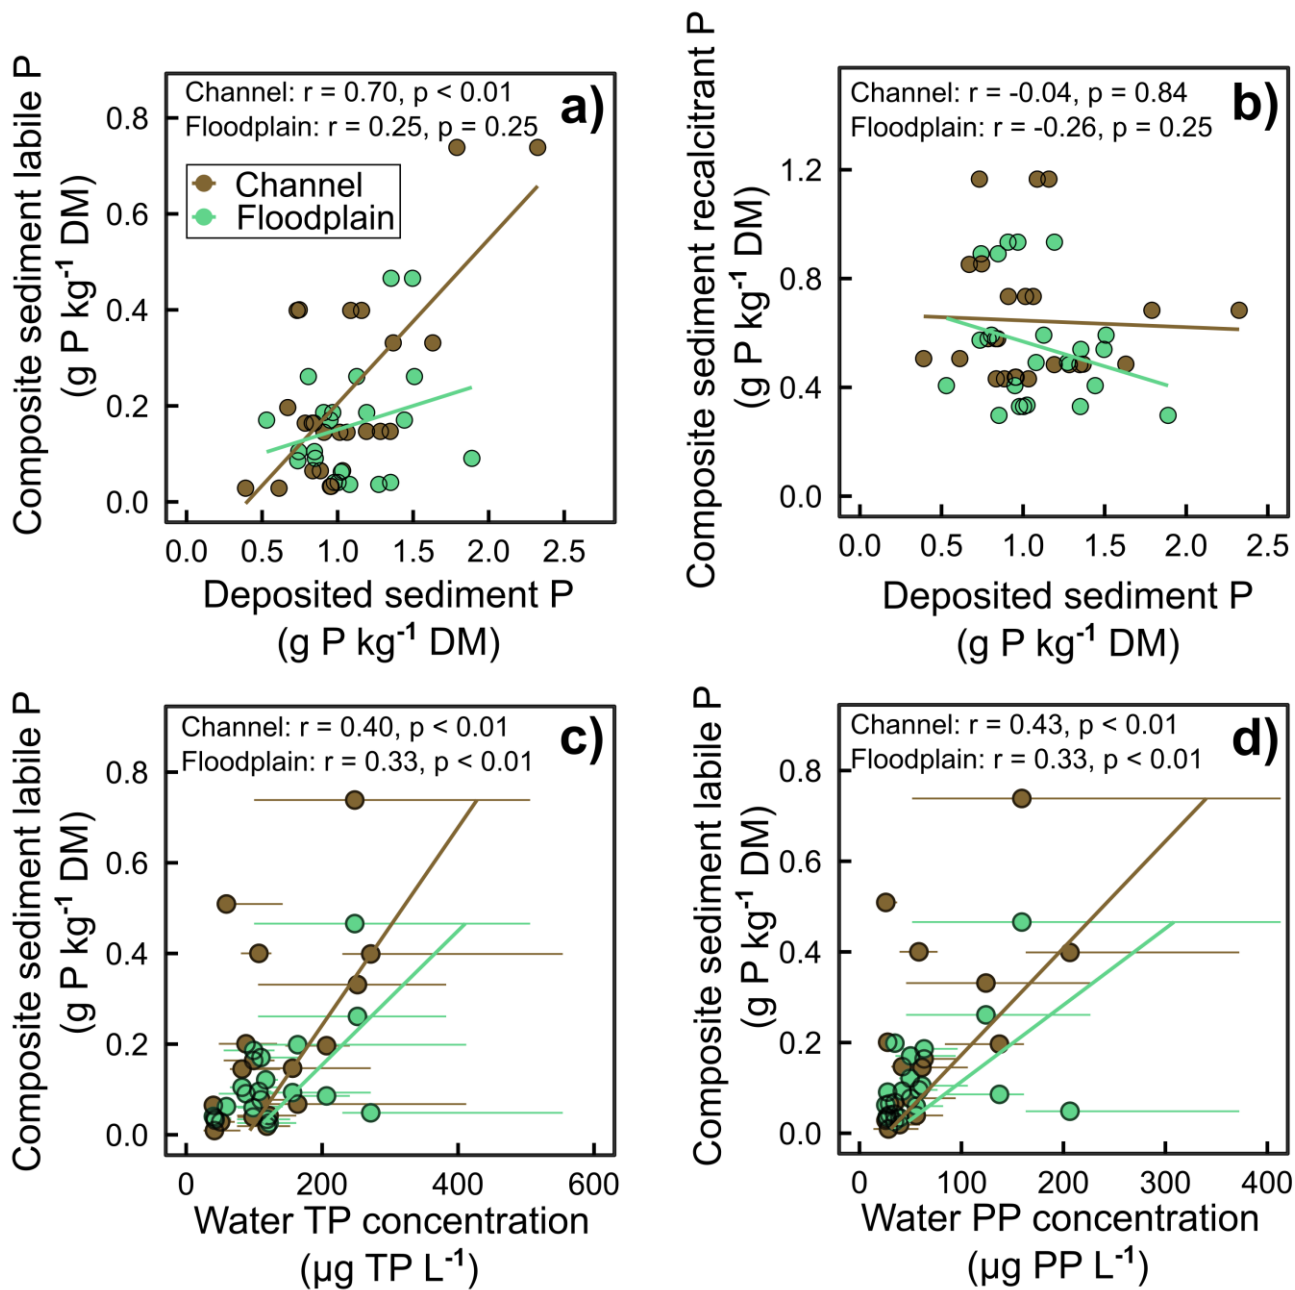 Composite sediment labile P
(g P kg⁻¹ DM)
Channel: r = 0.70, p < 0.01
Floodplain: r = 0.25, p = 0.25
a)
Channel
Floodplain
0.8
0.6
0.4
0.2
0.0
0.0 0.5 1.0 1.5 2.0 2.5
Deposited sediment P
(g P kg⁻¹ DM)
Composite sediment recalcitrant P
(g P kg⁻¹ DM)
Channel: r = -0.04, p = 0.84
Floodplain: r = -0.26, p = 0.25
b)
1.2
0.8
0.4
0.0
0.0 0.5 1.0 1.5 2.0 2.5
Deposited sediment P
(g P kg⁻¹ DM)
Composite sediment labile P
(g P kg⁻¹ DM)
Channel: r = 0.40, p < 0.01
Floodplain: r = 0.33, p < 0.01
c)
0.8
0.6
0.4
0.2
0.0
0 200 400 600
Water TP concentration
(µg TP L⁻¹)
Composite sediment labile P
(g P kg⁻¹ DM)
Channel: r = 0.43, p < 0.01
Floodplain: r = 0.33, p < 0.01
d)
0.8
0.6
0.4
0.2
0.0
0 100 200 300 400
Water PP concentration
(µg PP L⁻¹)